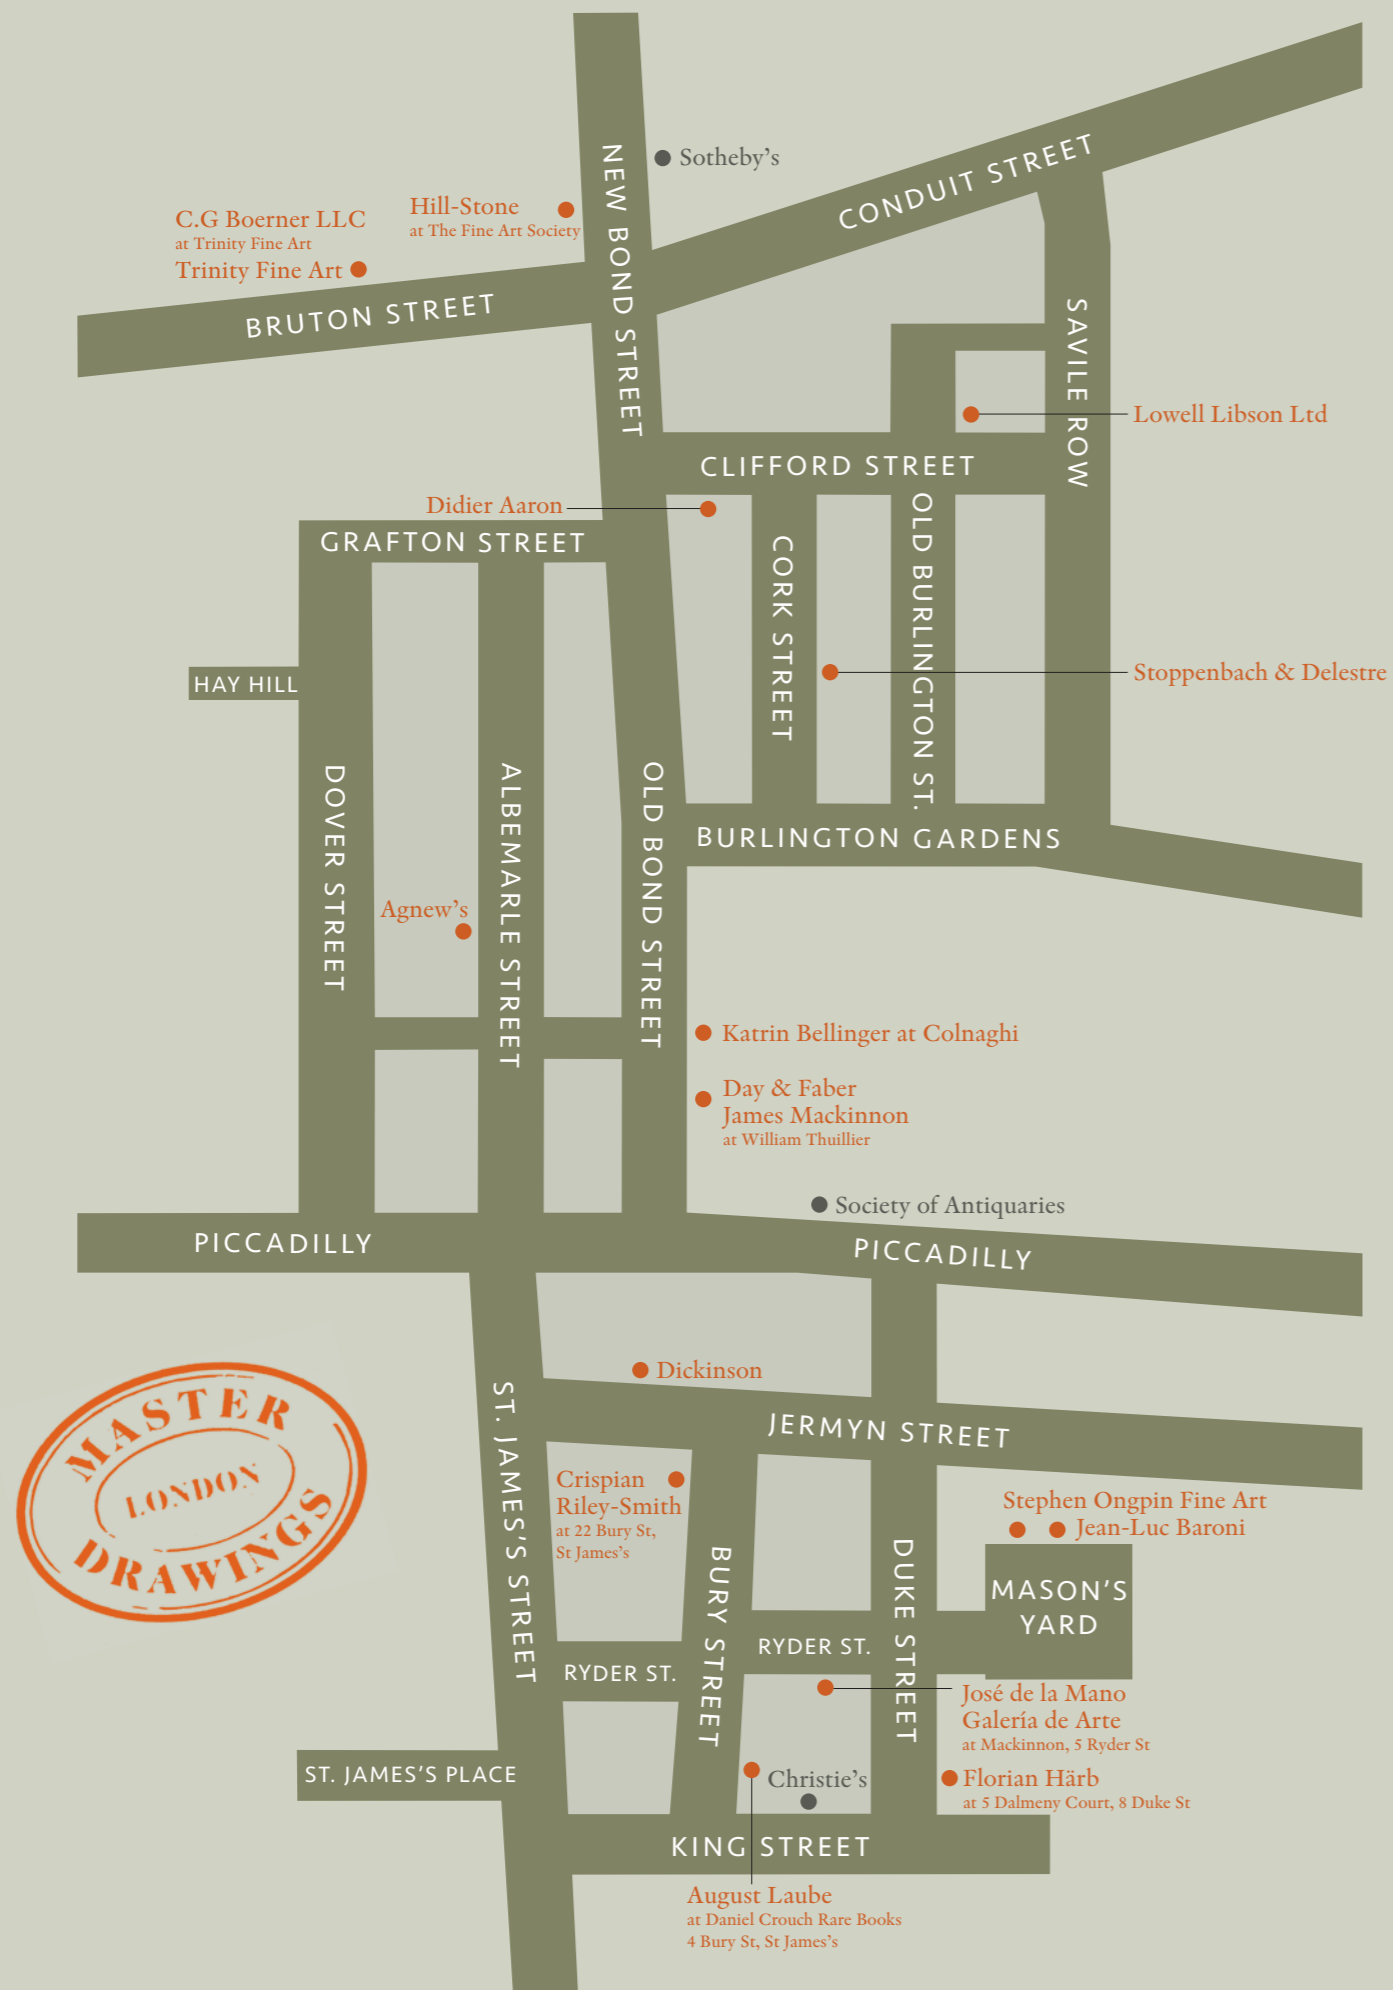 NEW BOND STREET
Sotheby's
CONDUIT STREET
Hill-Stone
at The Fine Art Society
C.G Boerner LLC
at Trinity Fine Art
Trinity Fine Art
BRUTON STREET
SAVILE ROW
Lowell Libson Ltd
CLIFFORD STREET
Didier Aaron
GRAFTON STREET
CORK STREET
OLD BURLINGTON ST.
Stoppenbach & Delestre
HAY HILL
DOVER STREET
ALBEMARLE STREET
OLD BOND STREET
BURLINGTON GARDENS
Agnew's
Katrin Bellinger at Colnaghi
Day & Faber
James Mackinnon
at William Thuillier
Society of Antiquaries
PICCADILLY
PICCADILLY
Dickinson
ST. JAMES'S STREET
JERMYN STREET
MASTER
LONDON
DRAWINGS
Crispian
Riley-Smith
at 22 Bury St,
St James's
Stephen Ongpin Fine Art
Jean-Luc Baroni
BURY STREET
DUKE STREET
MASON'S
YARD
RYDER ST.
RYDER ST.
José de la Mano
Galería de Arte
at Mackinnon, 5 Ryder St
ST. JAMES'S PLACE
Christie's
Florian Härb
at 5 Dalmeny Court, 8 Duke St
KING STREET
August Laube
at Daniel Crouch Rare Books
4 Bury St, St James's